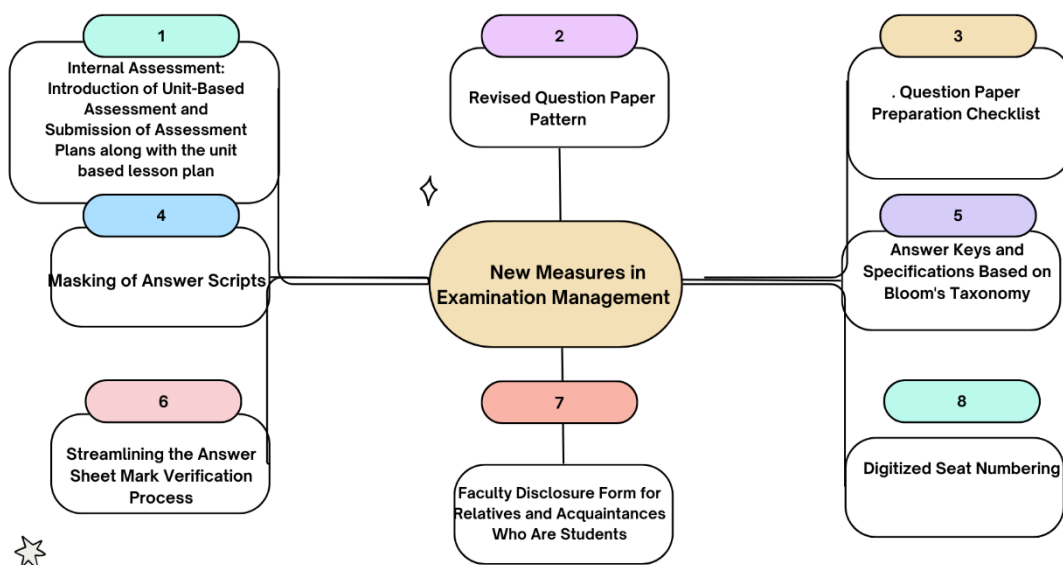 1
Internal Assessment:
Introduction of Unit-Based
Assessment and
Submission of Assessment
Plans along with the unit
based lesson plan
2
Revised Question Paper
Pattern
3
. Question Paper
Preparation Checklist
4
Masking of Answer Scripts
New Measures in
Examination Management
5
Answer Keys and
Specifications Based on
Bloom's Taxonomy
6
Streamlining the Answer
Sheet Mark Verification
Process
7
Faculty Disclosure Form for
Relatives and Acquaintances
Who Are Students
8
Digitized Seat Numbering